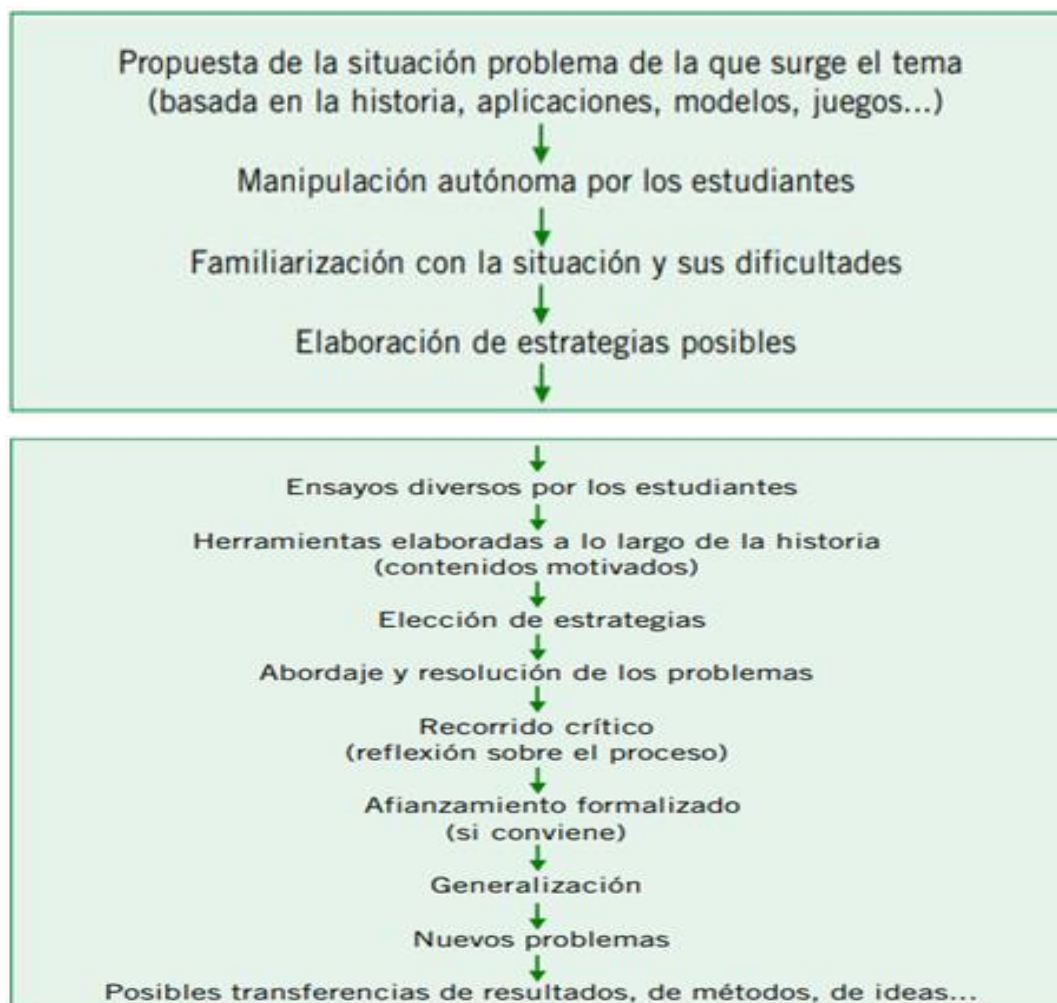 Propuesta de la situación problema de la que surge el tema
(basada en la historia, aplicaciones, modelos, juegos...)
Manipulación autónoma por los estudiantes
Familiarización con la situación y sus dificultades
Elaboración de estrategias posibles
Ensayos diversos por los estudiantes
Herramientas elaboradas a lo largo de la historia
(contenidos motivados)
Elección de estrategias
Abordaje y resolución de los problemas
Recorrido crítico
(reflexión sobre el proceso)
Afianzamiento formalizado
(si conviene)
Generalización
Nuevos problemas
Posibles transferencias de resultados, de métodos, de ideas...